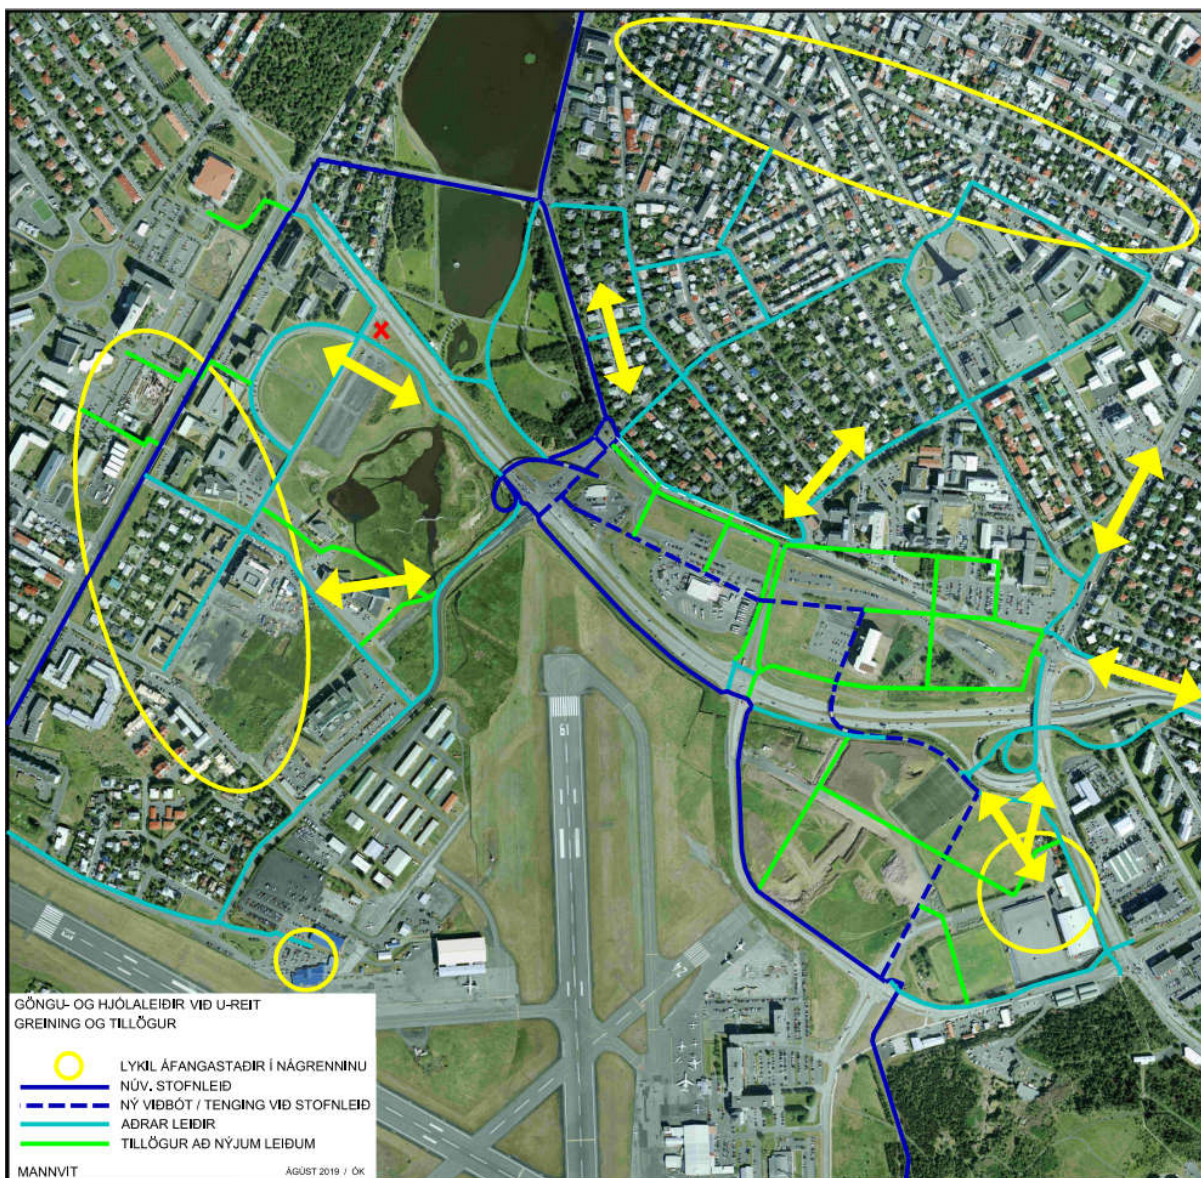 GÖNGU- OG HJÓLALEIÐIR VIÐ U-REIT
GREINING OG TILLÖGUR
LYKIL ÁFANGASTAÐIR Í NÁGRENNINU
NÚV. STOFNLEIÐ
NÝ VIÐBÓT / TENGING VIÐ STOFNLEIÐ
AÐRAR LEIÐIR
TILLÖGUR AÐ NÝJUM LEIÐUM
MANNVIT
ÁGÚST 2019 / ÓK